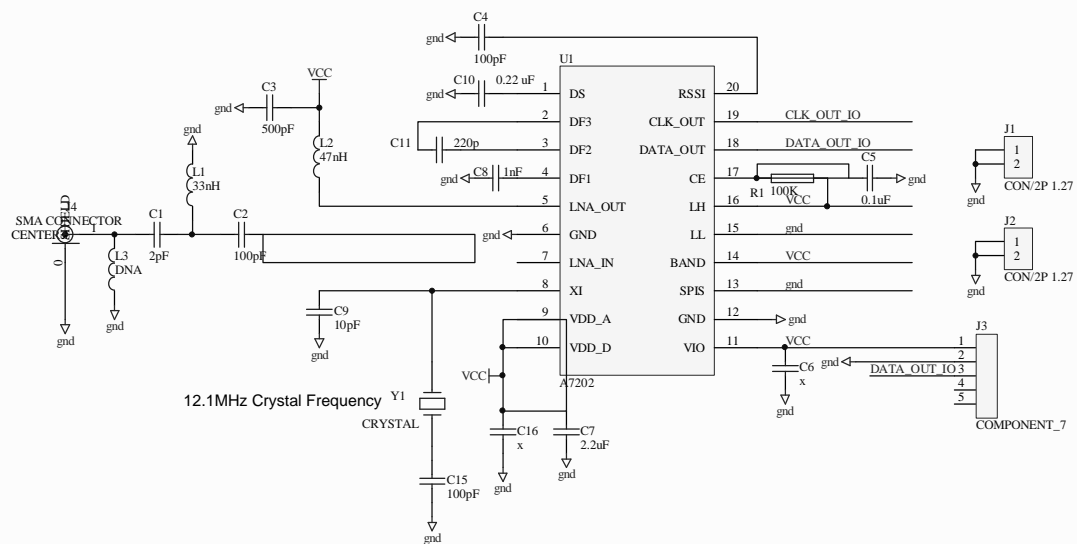 C4
gnd
100pF
U1
VCC
C10 0.22 uF
gnd
1 DS
RSSI 20
C3
gnd
500pF
2 DF3
CLK_OUT 19 CLK_OUT_IO
gnd
L2
47nH
C11 220p
3 DF2
DATA_OUT 18 DATA_OUT_IO
J1
1
2
CON/2P 1.27
gnd
L1
33nH
C8 1nF
gnd
4 DF1
CE 17
R1 100K
C5
0.1uF
gnd
5 LNA_OUT
LH 16 VCC
J4
SMA CONNECTOR
CENTER
SHIELD
1
0
C1
2pF
C2
100pF
gnd
6 GND
LL 15 gnd
J2
1
2
CON/2P 1.27
gnd
L3
DNA
gnd
gnd
7 LNA_IN
BAND 14 VCC
8 XI
SPIS 13 gnd
C9
10pF
gnd
9 VDD_A
GND 12 gnd
10 VDD_D
VIO 11 VCC
J3
1
2
3
4
5
gnd
DATA_OUT_IO
COMPONENT_7
C6
x
gnd
VCC
A7202
12.1MHz Crystal Frequency
Y1
CRYSTAL
C16
x
gnd
C7
2.2uF
gnd
C15
100pF
gnd